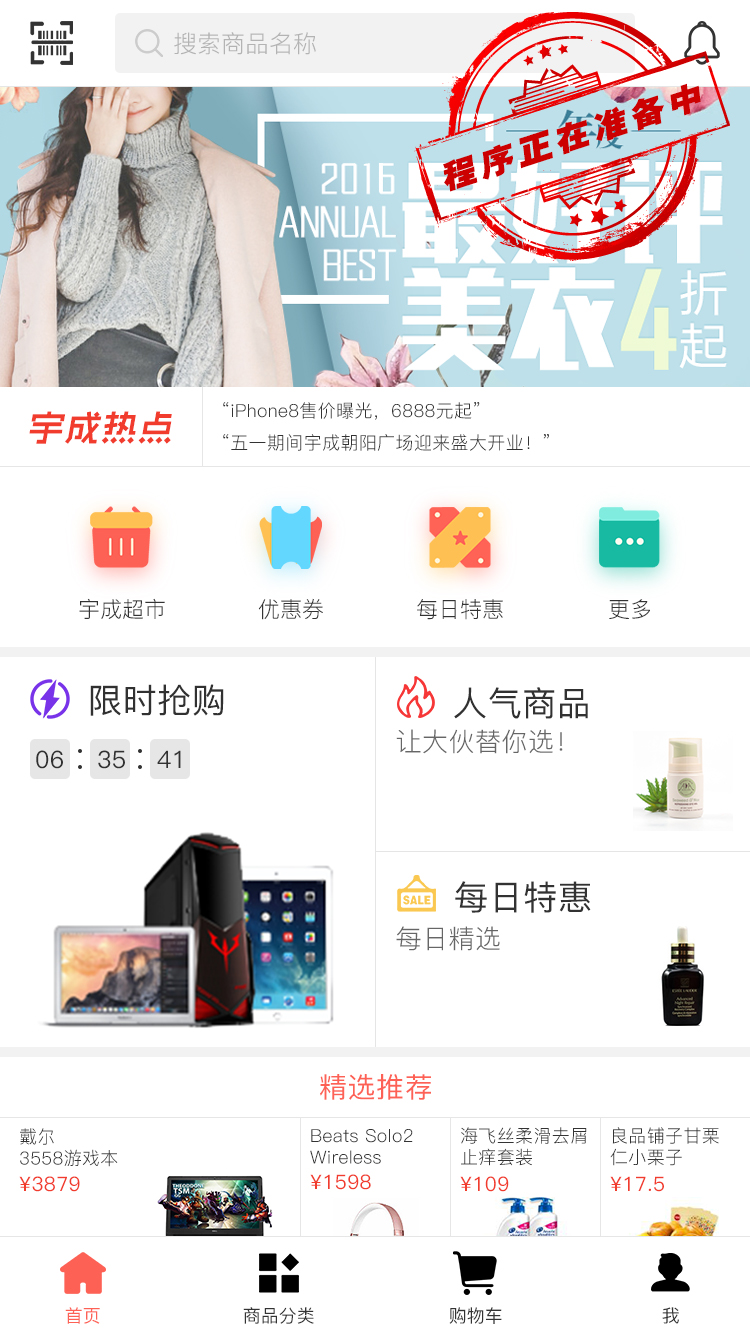 搜索商品名称
程序正在准备中
年度
2016
ANNUAL
BEST
最好评
美衣4折起
宇成热点
“iPhone8售价曝光，6888元起”
“五一期间宇成朝阳广场迎来盛大开业！”
宇成超市
优惠券
每日特惠
更多
限时抢购
06:35:41
人气商品
让大伙替你选！
SALE
每日特惠
每日精选
精选推荐
戴尔
3558游戏本
¥3879
Beats Solo2
Wireless
¥1598
海飞丝柔滑去屑
止痒套装
¥109
良品铺子甘栗
仁小栗子
¥17.5
首页
商品分类
购物车
我